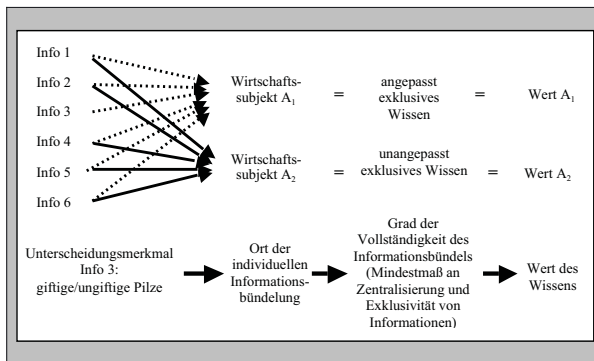 Info 1
Info 2
Info 3
Info 4
Info 5
Info 6
Wirtschafts-
subjekt A1
=
angepasst
exklusives
Wissen
=
Wert A1
Wirtschafts-
subjekt A2
=
unangepasst
exklusives Wissen
=
Wert A2
Unterscheidungsmerkmal
Info 3:
giftige/ungiftige Pilze
Ort der
individuellen
Informations-
bündelung
Grad der
Vollständigkeit des
Informationsbündels
(Mindestmaß an
Zentralisierung und
Exklusivität von
Informationen)
Wert des
Wissens